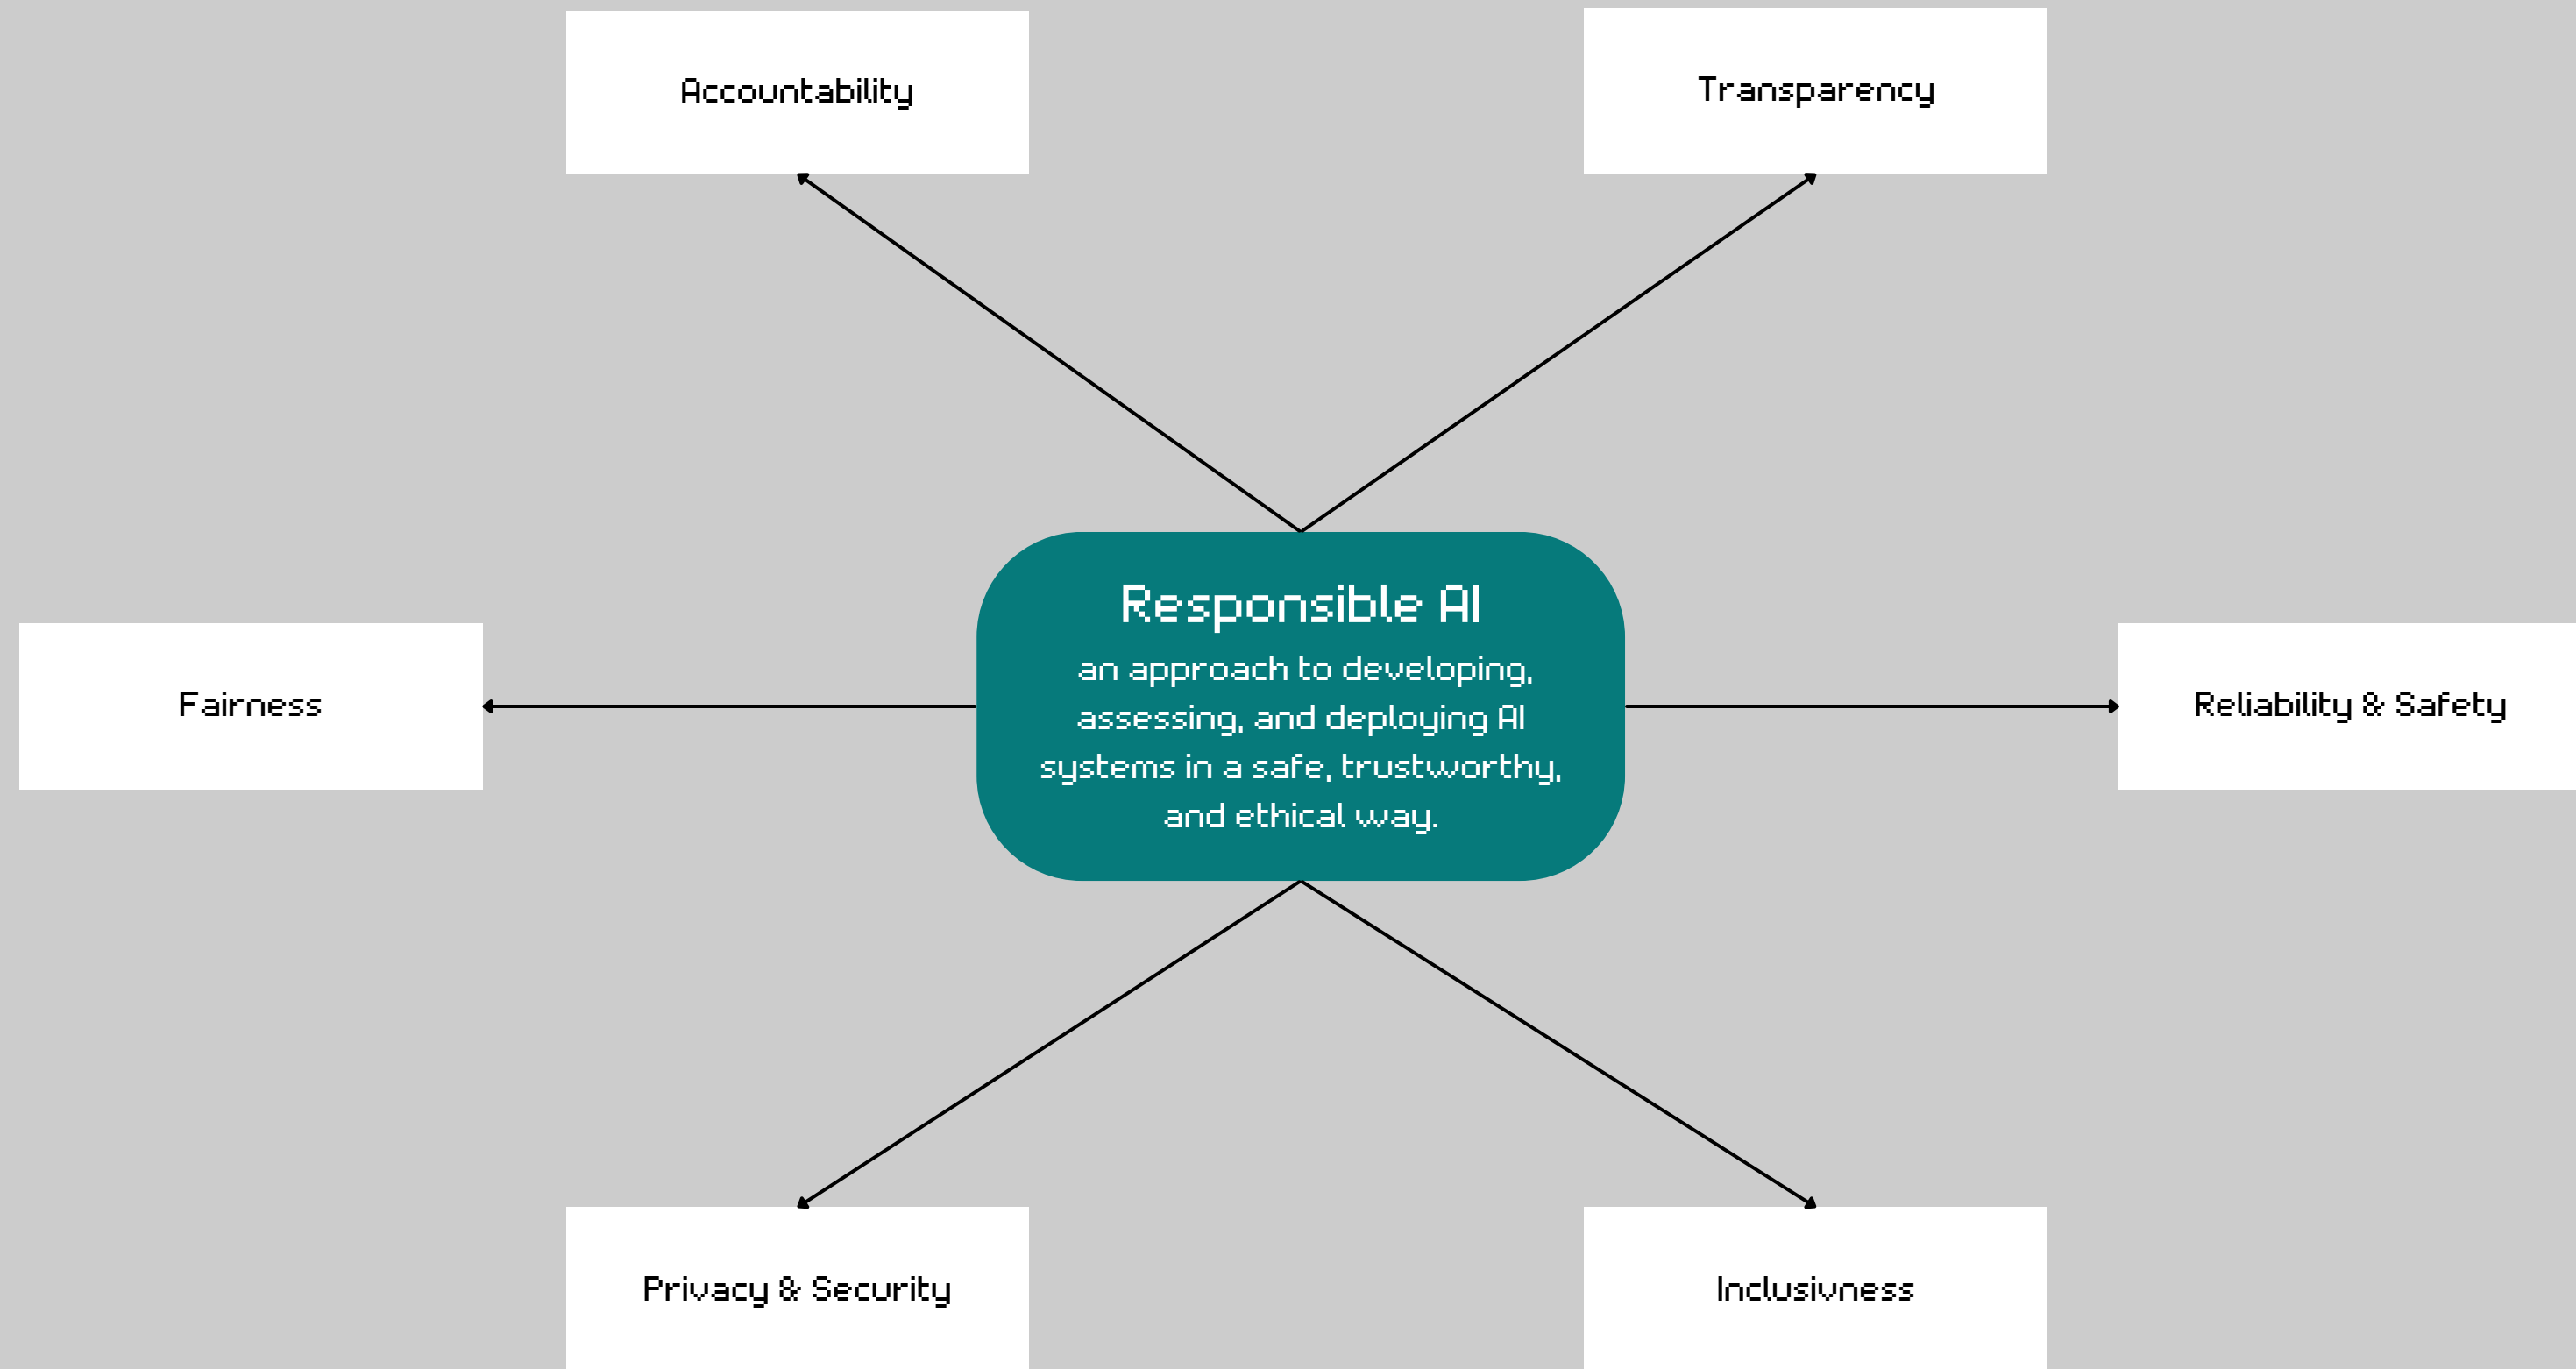 Accountability
Transparency
Responsible AI
an approach to developing,
assessing, and deploying AI
systems in a safe, trustworthy,
and ethical way.
Fairness
Reliability & Safety
Privacy & Security
Inclusivness